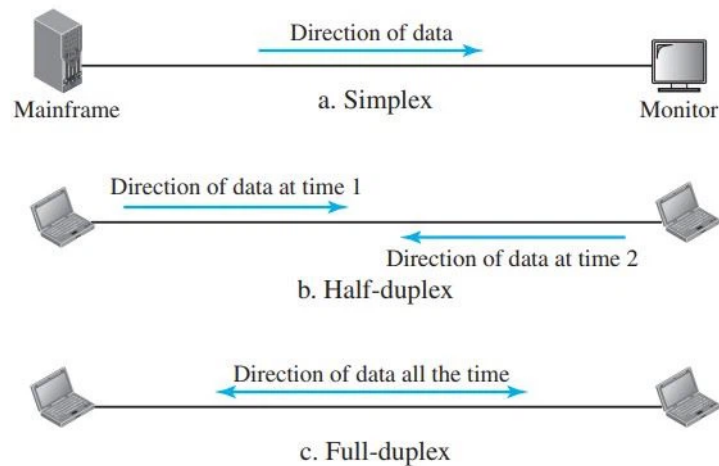 Direction of data
Mainframe
a. Simplex
Monitor
Direction of data at time 1
Direction of data at time 2
b. Half-duplex
Direction of data all the time
c. Full-duplex